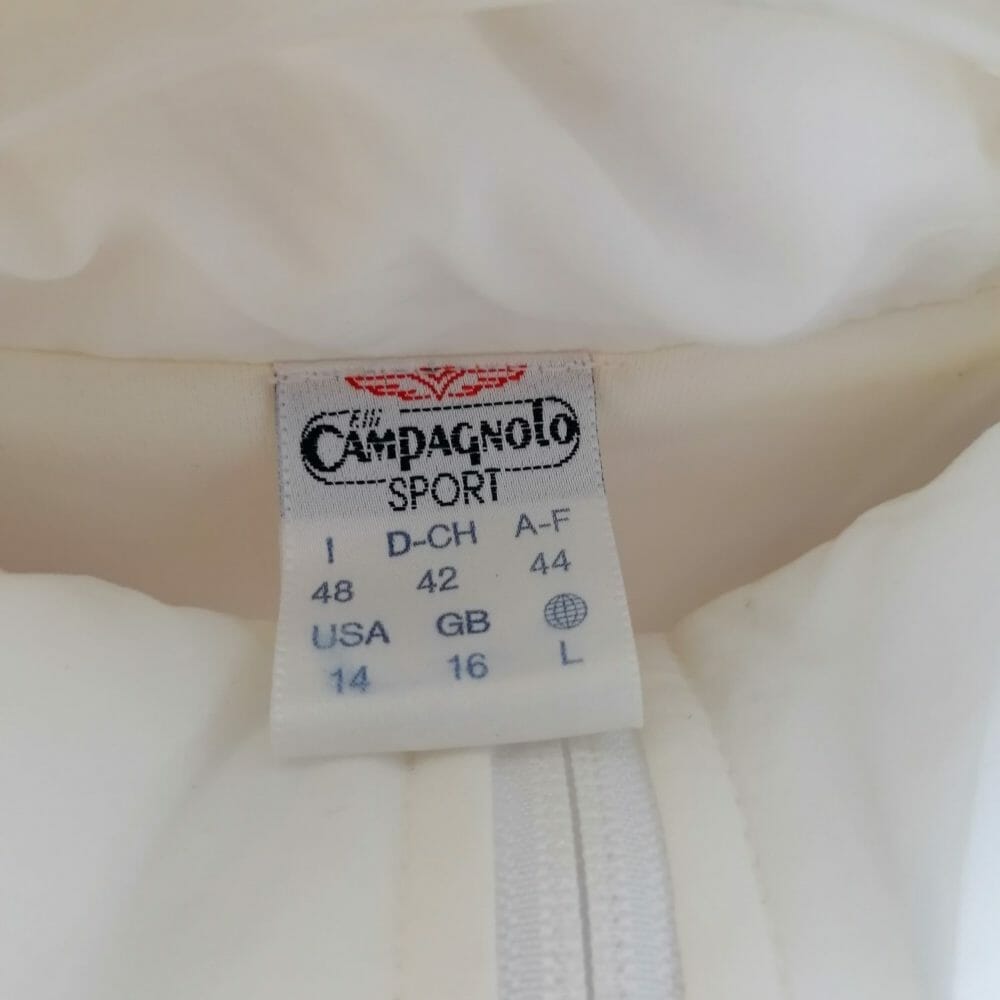 F.lli
CAMPAGNOLO
SPORT
I D-CH A-F
48 42 44
USA GB
14 16 L